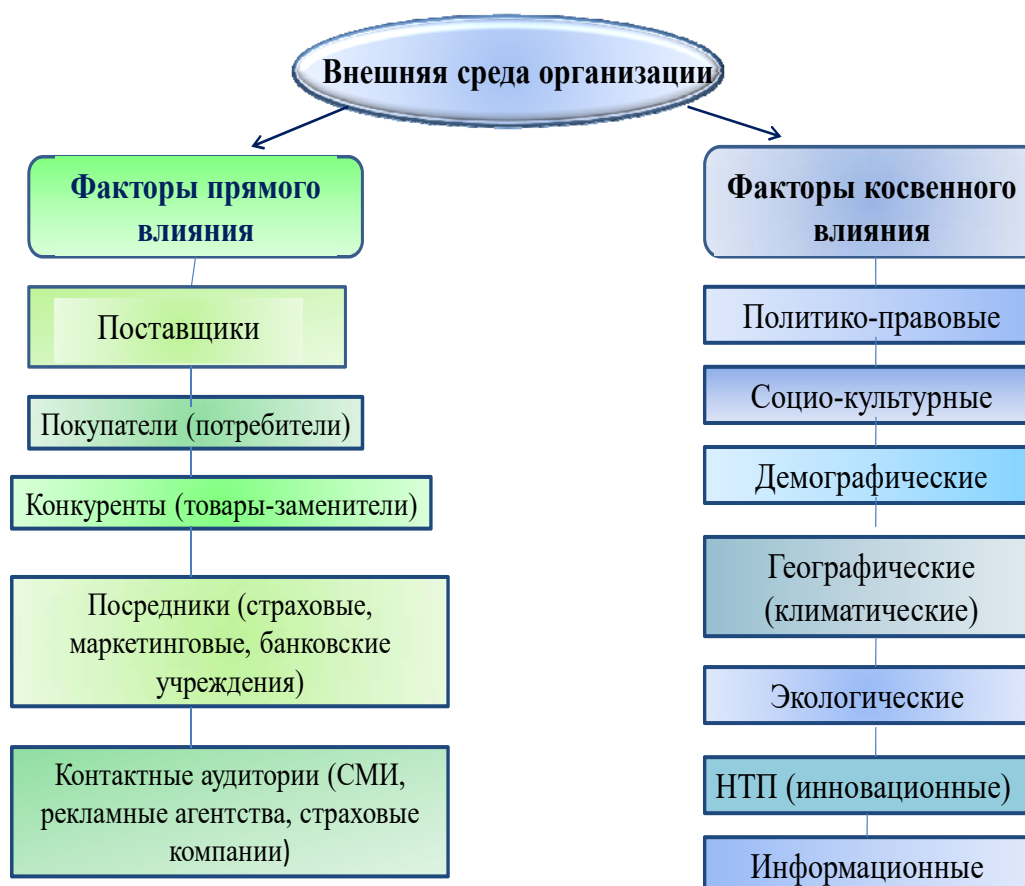 Внешняя среда организации
Факторы прямого
влияния
Поставщики
Покупатели (потребители)
Конкуренты (товары-заменители)
Посредники (страховые,
маркетинговые, банковские
учреждения)
Контактные аудитории (СМИ,
рекламные агентства, страховые
компании)
Факторы косвенного
влияния
Политико-правовые
Социо-культурные
Демографические
Географические
(климатические)
Экологические
НТП (инновационные)
Информационные